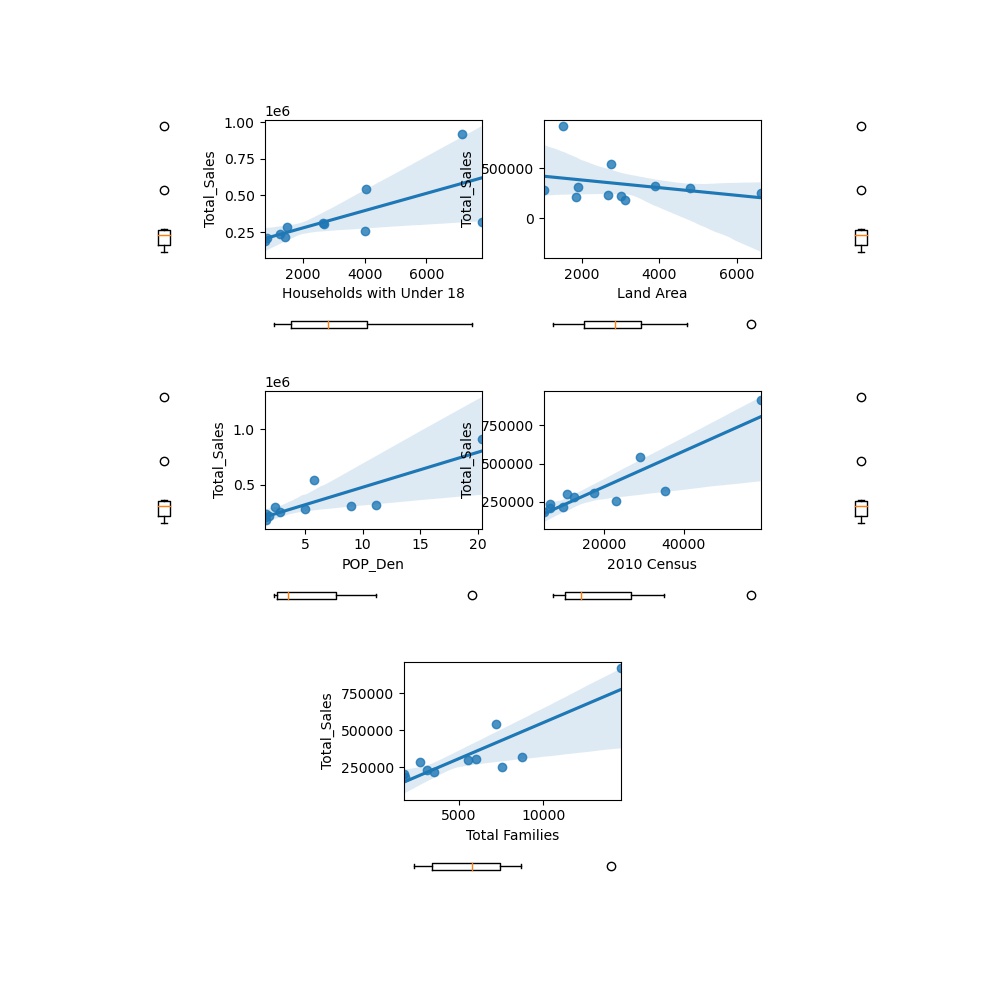 1e6
1.00
0.75
0.50
0.25
Total_Sales
2000 4000 6000
Households with Under 18
500000
0
Total_Sales
2000 4000 6000
Land Area
1e6
1.0
0.5
Total_Sales
5 10 15 20
POP_Den
750000
500000
250000
Total_Sales
20000 40000
2010 Census
750000
500000
250000
Total_Sales
5000 10000
Total Families